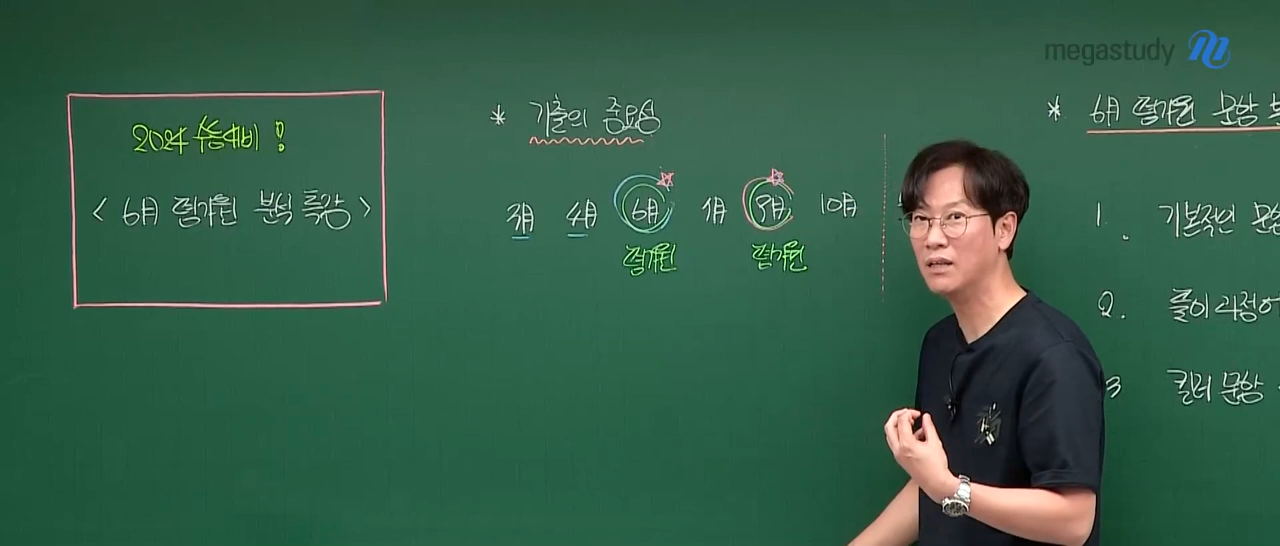 megastudy
2024 수능대비!
< 6月 평가원 분석 특강 >
* 기출의 중요성
3月 4月 6月 7月 9月 10月
평가원 평가원
* 6月 평가원 문항
1. 기본적인
2. 풀이과정
3 킬러 문항